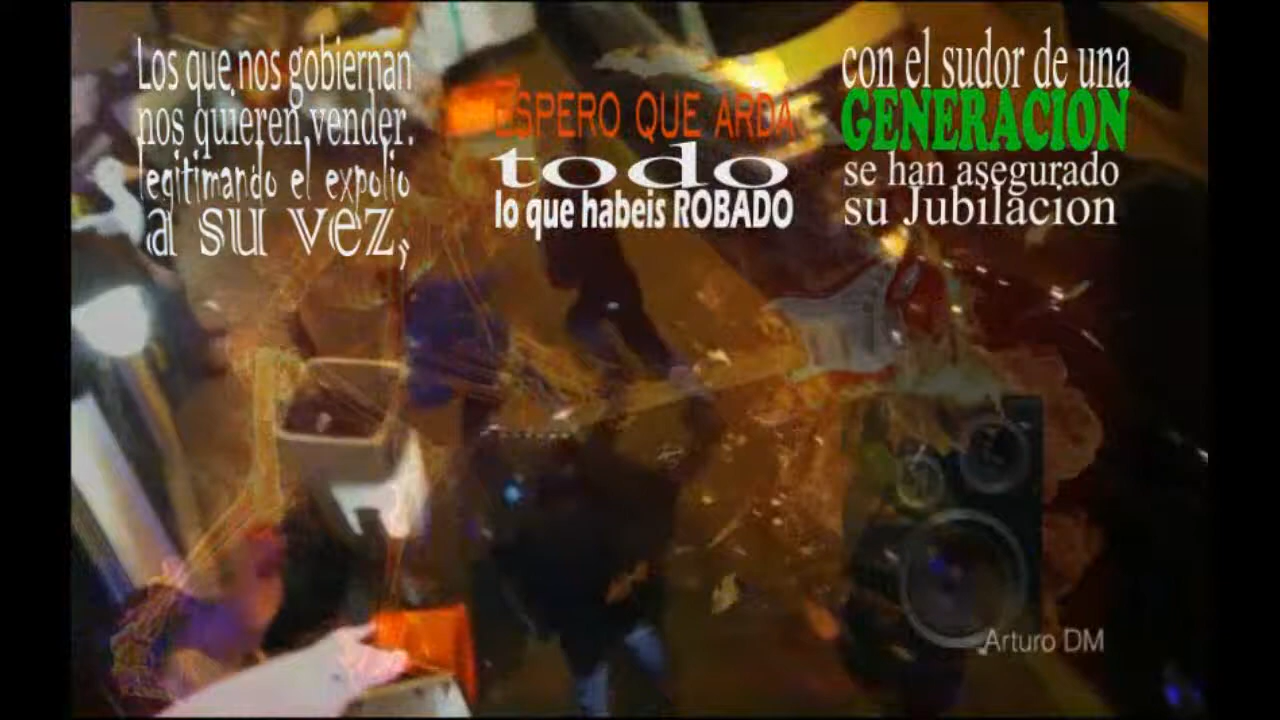 Los que nos gobiernan
nos quieren vender.
legitimando el expolio
a su vez,
ESPERO QUE ARDA
todo
lo que habeis ROBADO
con el sudor de una
GENERACION
se han asegurado
su Jubilacion
Arturo DM